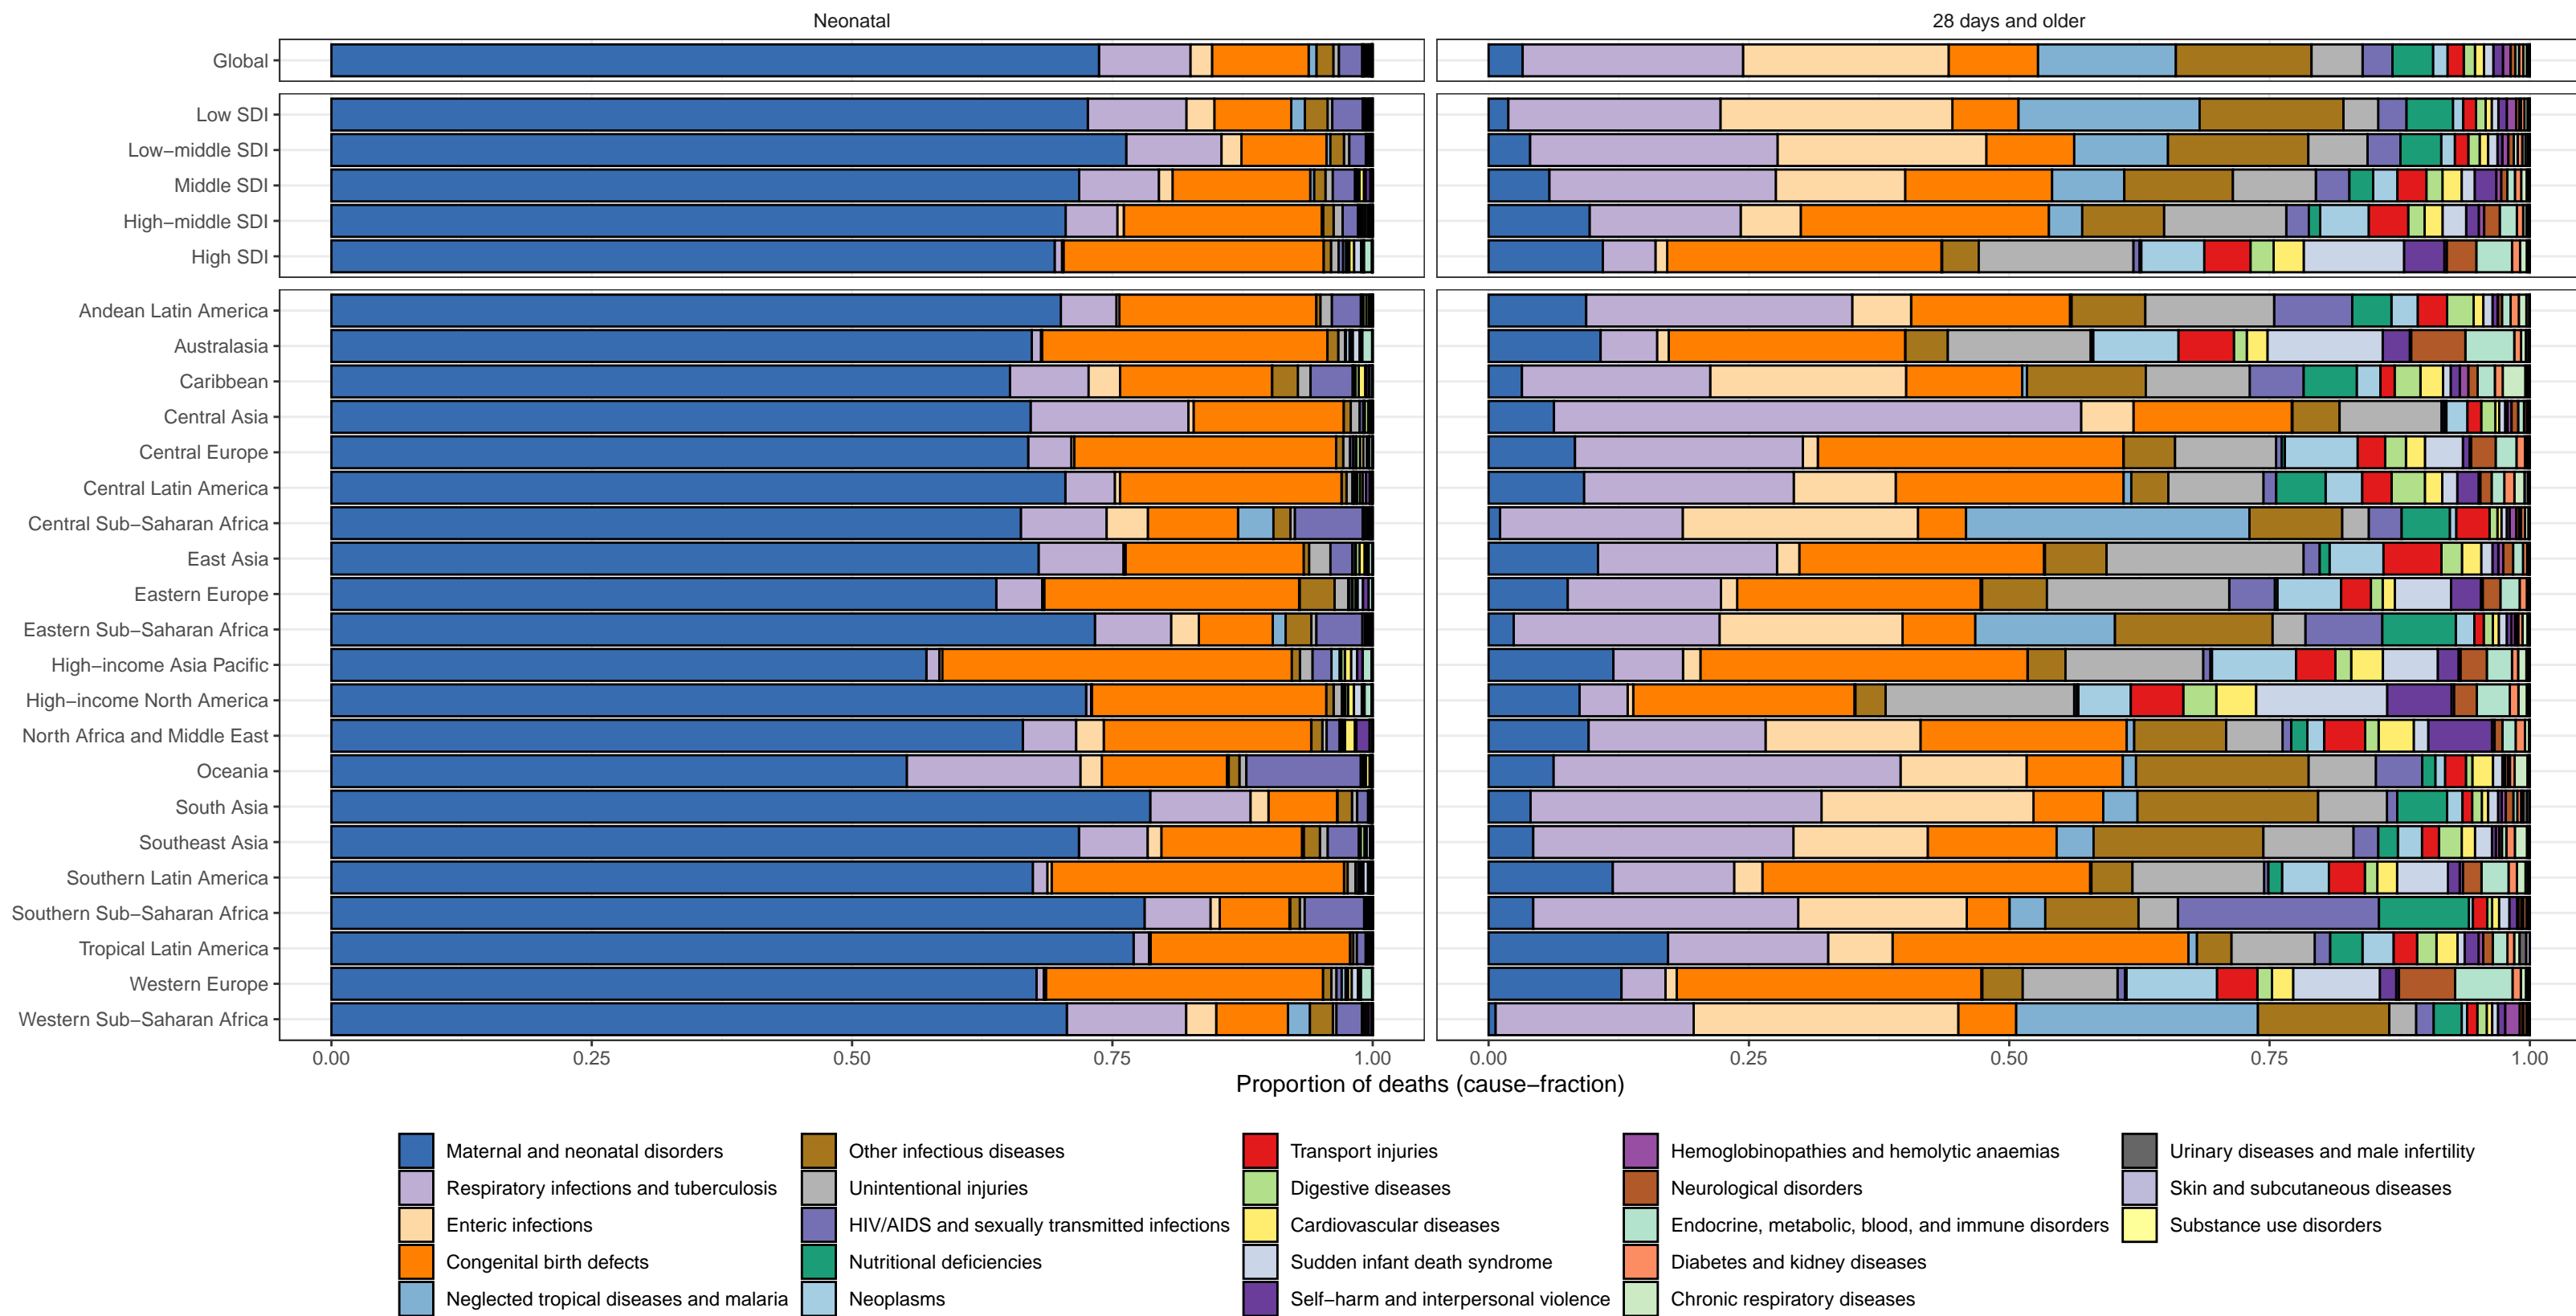 Neonatal
28 days and older
Global
Low SDI
Low−middle SDI
Middle SDI
High−middle SDI
High SDI
Andean Latin America
Australasia
Caribbean
Central Asia
Central Europe
Central Latin America
Central Sub−Saharan Africa
East Asia
Eastern Europe
Eastern Sub−Saharan Africa
High−income Asia Pacific
High−income North America
North Africa and Middle East
Oceania
South Asia
Southeast Asia
Southern Latin America
Southern Sub−Saharan Africa
Tropical Latin America
Western Europe
Western Sub−Saharan Africa
0.00 0.25 0.50 0.75 1.00
0.00 0.25 0.50 0.75 1.00
Proportion of deaths (cause−fraction)
Maternal and neonatal disorders
Respiratory infections and tuberculosis
Enteric infections
Congenital birth defects
Neglected tropical diseases and malaria
Other infectious diseases
Unintentional injuries
HIV/AIDS and sexually transmitted infections
Nutritional deficiencies
Neoplasms
Transport injuries
Digestive diseases
Cardiovascular diseases
Sudden infant death syndrome
Self−harm and interpersonal violence
Hemoglobinopathies and hemolytic anaemias
Neurological disorders
Endocrine, metabolic, blood, and immune disorders
Diabetes and kidney diseases
Chronic respiratory diseases
Urinary diseases and male infertility
Skin and subcutaneous diseases
Substance use disorders